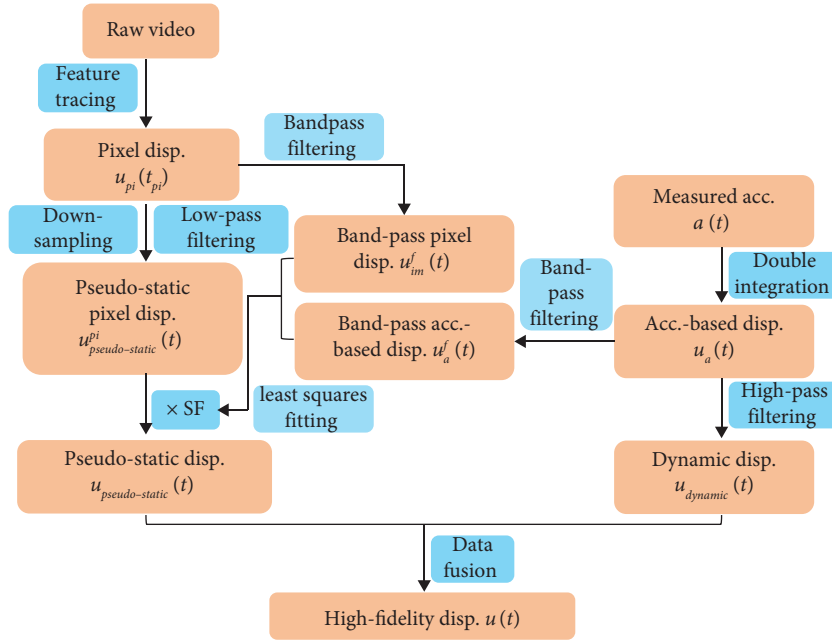 Raw video
Feature
tracing
Pixel disp.
u_pi (t_pi)
Bandpass
filtering
Down-
sampling
Low-pass
filtering
Measured acc.
a (t)
Band-pass pixel
disp. u^f_im (t)
Double
integration
Pseudo-static
pixel disp.
u^pi_pseudo–static (t)
Band-pass acc.-
based disp. u^f_a (t)
Band-
pass
filtering
Acc.-based disp.
u_a (t)
× SF
least squares
fitting
High-pass
filtering
Pseudo-static disp.
u_pseudo–static (t)
Dynamic disp.
u_dynamic (t)
Data
fusion
High-fidelity disp. u (t)